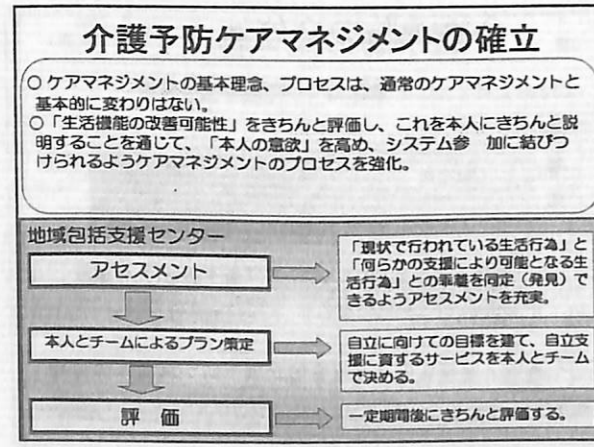 介護予防ケアマネジメントの確立
○ ケアマネジメントの基本理念、プロセスは、通常のケアマネジメントと
基本的に変わりはない。
○「生活機能の改善可能性」をきちんと評価し、これを本人にきちんと説
明することを通じて、「本人の意欲」を高め、システム参　加に結びつ
けられるようケアマネジメントのプロセスを強化。
地域包括支援センター
アセスメント
「現状で行われている生活行為」と
「何らかの支援により可能となる生
活行為」との乖離を同定（発見）で
きるようアセスメントを充実。
本人とチームによるプラン策定
自立に向けての目標を建て、自立支
援に資するサービスを本人とチーム
で決める。
評　価
一定期間後にきちんと評価する。